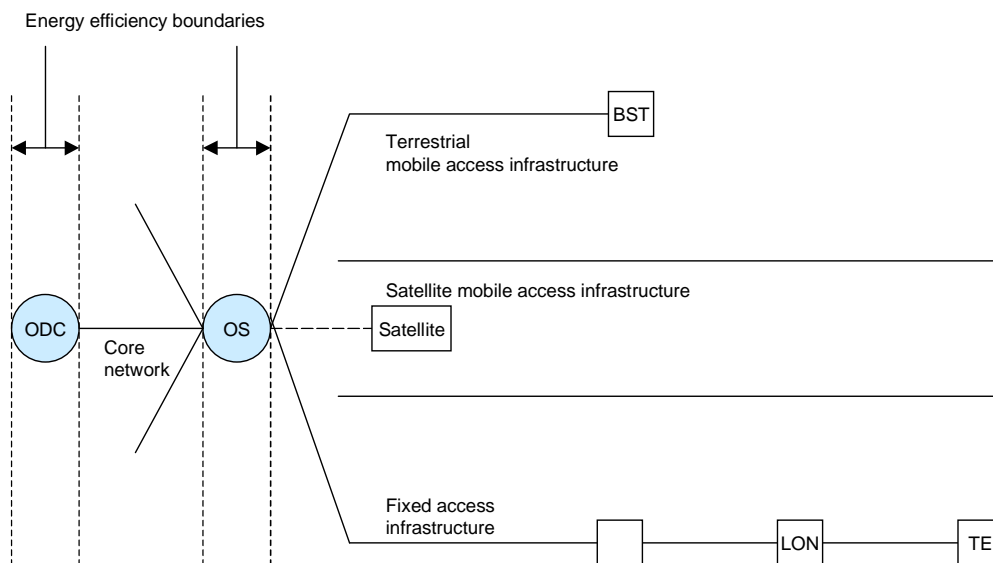 Energy efficiency boundaries
BST
Terrestrial
mobile access infrastructure
Satellite mobile access infrastructure
ODC
OS
Satellite
Core
network
Fixed access
infrastructure
LON
TE